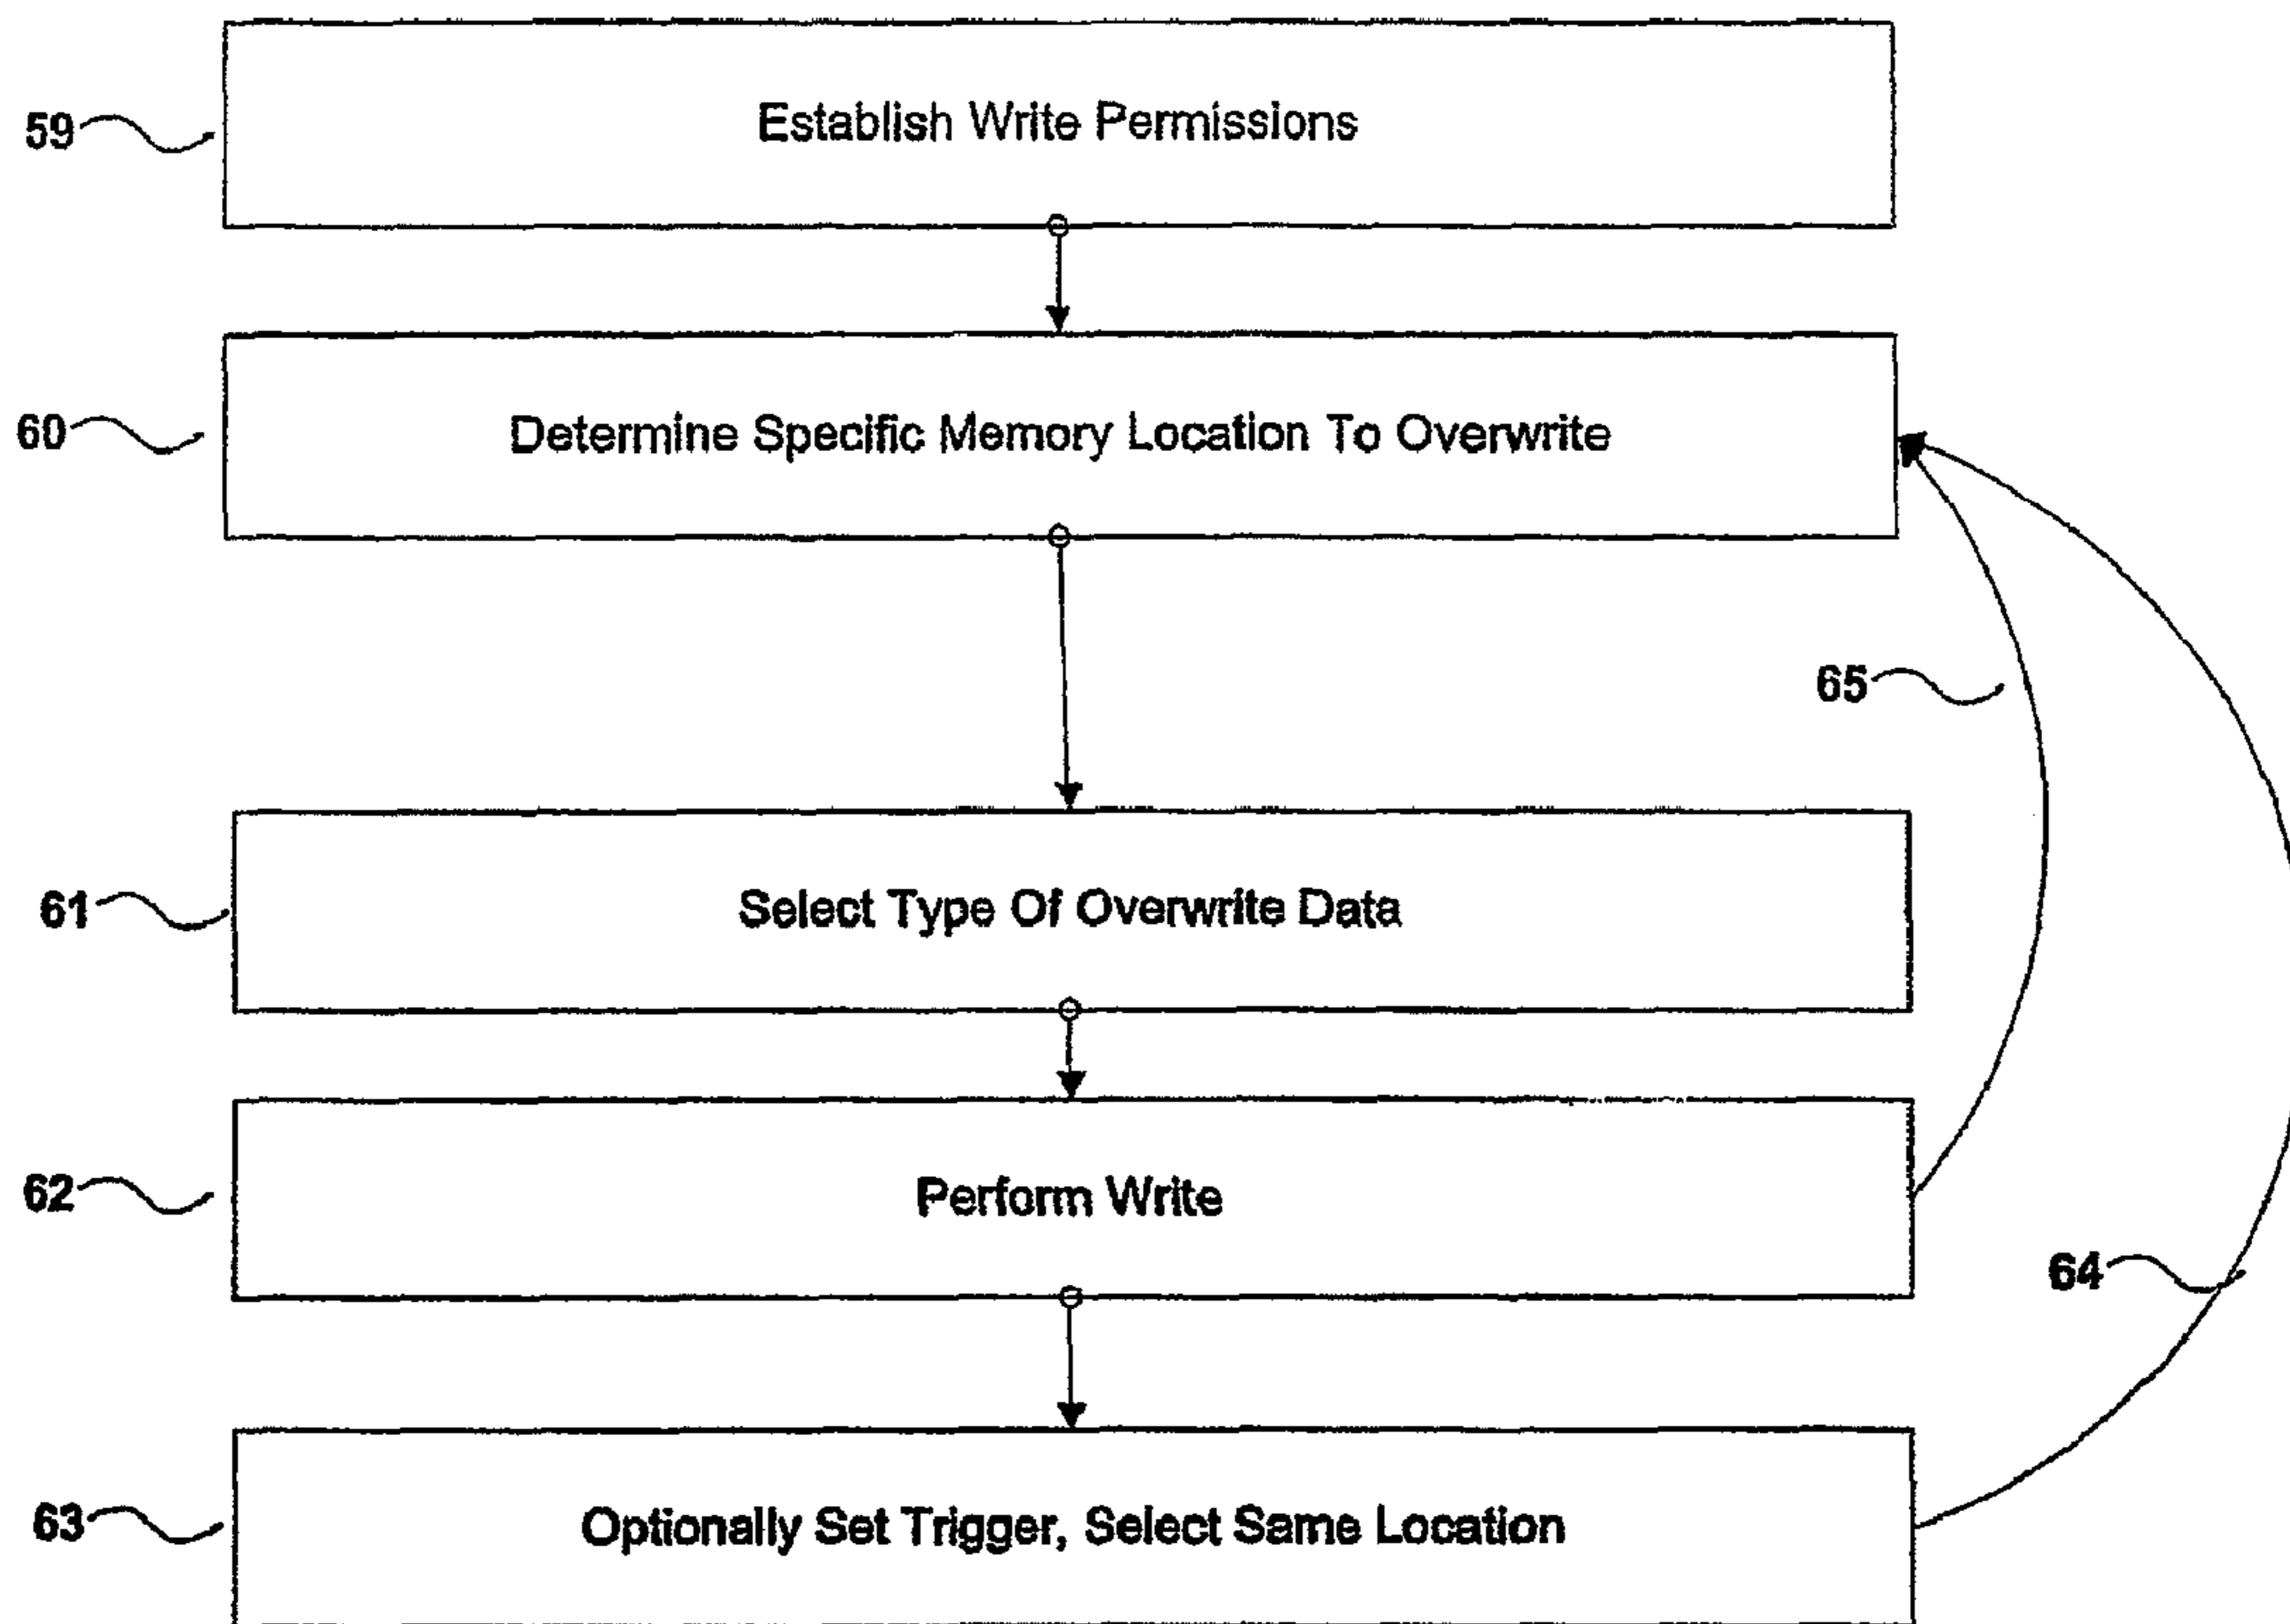 59
Establish Write Permissions
60
Determine Specific Memory Location To Overwrite
65
61
Select Type Of Overwrite Data
62
Perform Write
64
63
Optionally Set Trigger, Select Same Location